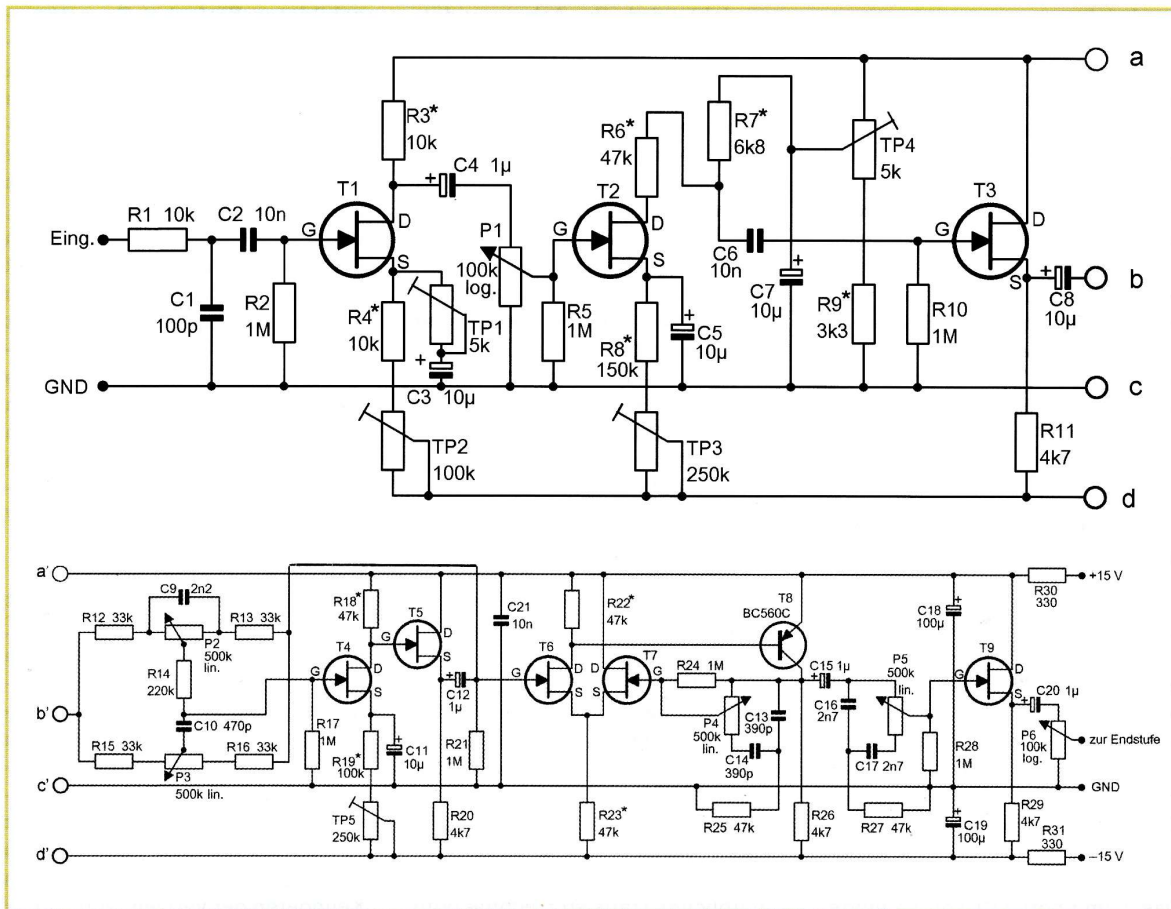 a
R3*
10k
C4 1µ
R6*
47k
R7*
6k8
TP4
5k
T1
T2
T3
R1 10k
C2 10n
G
D
S
Eing.
P1
100k
log.
G
D
S
C6
10n
G
D
S
C8
10µ
b
C1
100p
R2
1M
R4*
10k
TP1
5k
R5
1M
R8*
150k
C5
10µ
C7
10µ
R9*
3k3
R10
1M
GND
C3 10µ
c
TP2
100k
TP3
250k
R11
4k7
d
a'
+15 V
C9 2n2
R12 33k
R13 33k
P2
500k
lin.
R14
220k
R18*
47k
T5
G
D
S
C21
10n
R22*
47k
T8
BC560C
C18
100µ
R30
330
T4
G
D
S
C12
1µ
T6
G
D
S
T7
D
S
G
R24 1M
C15 1µ
P5
500k
lin.
T9
G
D
S
C20 1µ
C10 470p
b'
R15 33k
R16 33k
P3
500k lin.
R17
1M
R19*
100k
C11
10µ
R21
1M
P4
500k
lin.
C13
390p
C14
390p
C16
2n7
C17 2n7
R28
1M
P6
100k
log.
zur Endstufe
c'
GND
TP5
250k
R20
4k7
R23*
47k
R25 47k
R26
4k7
R27 47k
C19
100µ
R29
4k7
R31
330
d'
–15 V